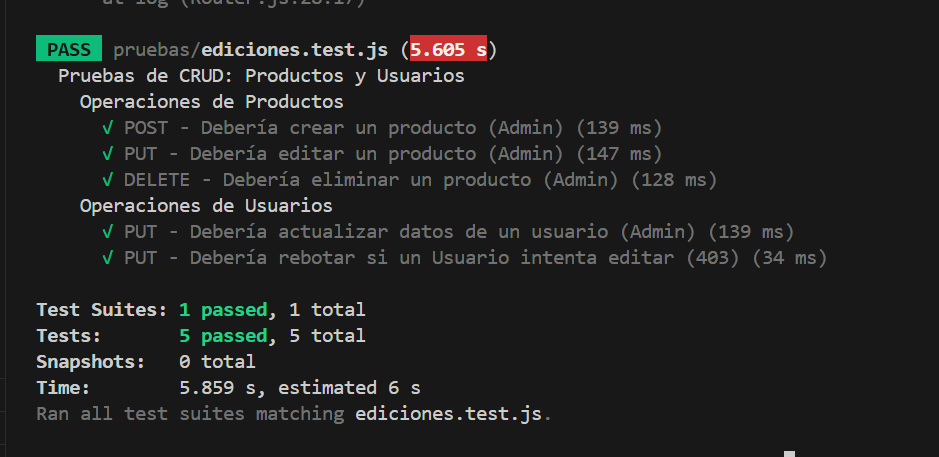 at log (Router.js:28:17)
PASS pruebas/ediciones.test.js (5.605 s)
Pruebas de CRUD: Productos y Usuarios
Operaciones de Productos
√ POST - Debería crear un producto (Admin) (139 ms)
√ PUT - Debería editar un producto (Admin) (147 ms)
√ DELETE - Debería eliminar un producto (Admin) (128 ms)
Operaciones de Usuarios
√ PUT - Debería actualizar datos de un usuario (Admin) (139 ms)
√ PUT - Debería rebotar si un Usuario intenta editar (403) (34 ms)
Test Suites: 1 passed, 1 total
Tests: 5 passed, 5 total
Snapshots: 0 total
Time: 5.859 s, estimated 6 s
Ran all test suites matching ediciones.test.js.